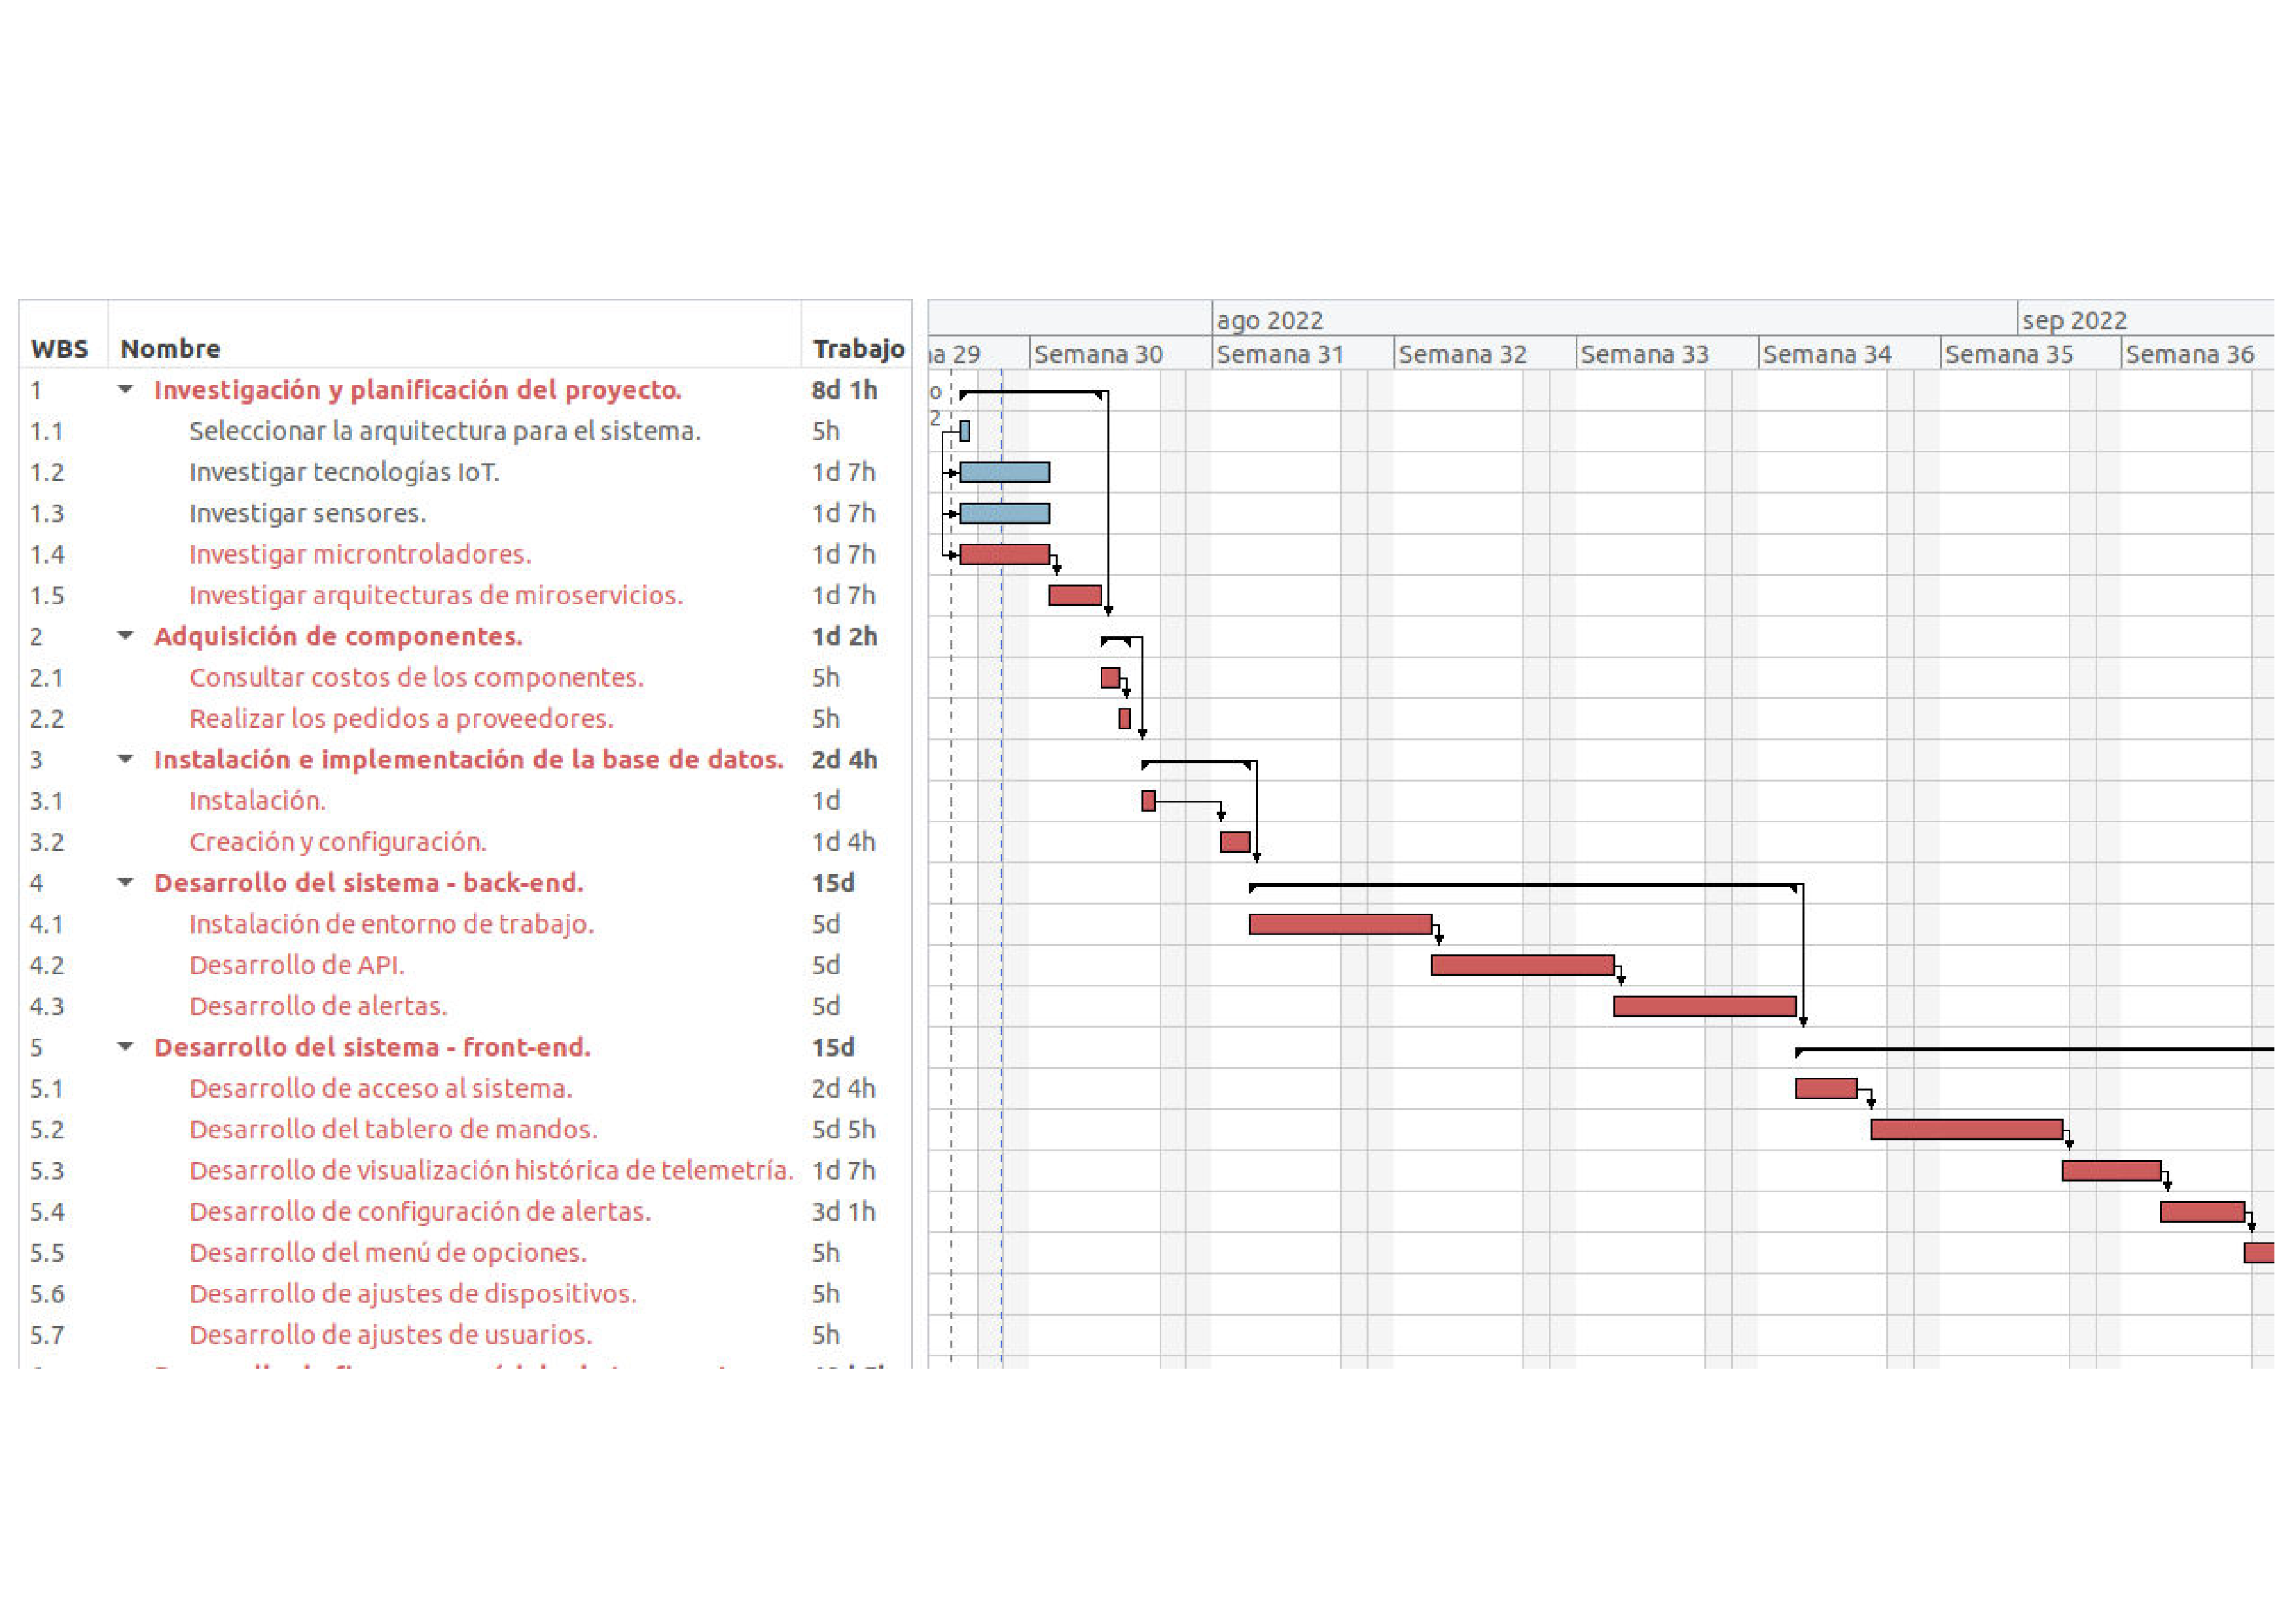 ago 2022 sep 2022
WBS Nombre Trabajo
na 29 Semana 30 Semana 31 Semana 32 Semana 33 Semana 34 Semana 35 Semana 36
1 Investigación y planificación del proyecto. 8d 1h
o
2
1.1 Seleccionar la arquitectura para el sistema. 5h
1.2 Investigar tecnologías IoT. 1d 7h
1.3 Investigar sensores. 1d 7h
1.4 Investigar microntroladores. 1d 7h
1.5 Investigar arquitecturas de miroservicios. 1d 7h
2 Adquisición de componentes. 1d 2h
2.1 Consultar costos de los componentes. 5h
2.2 Realizar los pedidos a proveedores. 5h
3 Instalación e implementación de la base de datos. 2d 4h
3.1 Instalación. 1d
3.2 Creación y configuración. 1d 4h
4 Desarrollo del sistema - back-end. 15d
4.1 Instalación de entorno de trabajo. 5d
4.2 Desarrollo de API. 5d
4.3 Desarrollo de alertas. 5d
5 Desarrollo del sistema - front-end. 15d
5.1 Desarrollo de acceso al sistema. 2d 4h
5.2 Desarrollo del tablero de mandos. 5d 5h
5.3 Desarrollo de visualización histórica de telemetría. 1d 7h
5.4 Desarrollo de configuración de alertas. 3d 1h
5.5 Desarrollo del menú de opciones. 5h
5.6 Desarrollo de ajustes de dispositivos. 5h
5.7 Desarrollo de ajustes de usuarios. 5h